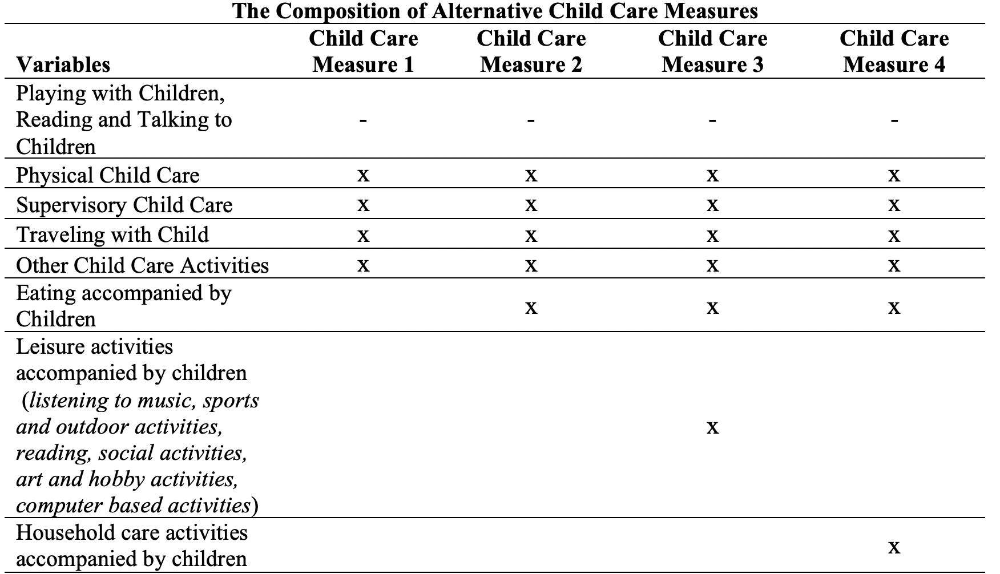 The Composition of Alternative Child Care Measures
Variables Child Care Measure 1 Child Care Measure 2 Child Care Measure 3 Child Care Measure 4
Playing with Children,
Reading and Talking to - - - -
Children
Physical Child Care x x x x
Supervisory Child Care x x x x
Traveling with Child x x x x
Other Child Care Activities x x x x
Eating accompanied by
Children x x x
Leisure activities
accompanied by children
(listening to music, sports
and outdoor activities, x
reading, social activities,
art and hobby activities,
computer based activities)
Household care activities
accompanied by children x